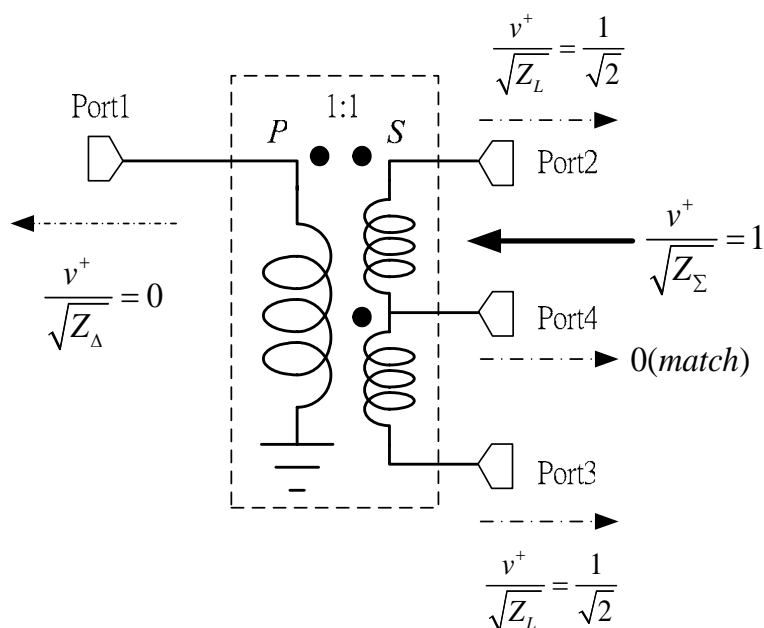 v⁺/√Z_L = 1/√2
Port1
1:1
P
S
Port2
v⁺/√Z_Σ = 1
v⁺/√Z_Δ = 0
Port4
0(match)
Port3
v⁺/√Z_L = 1/√2